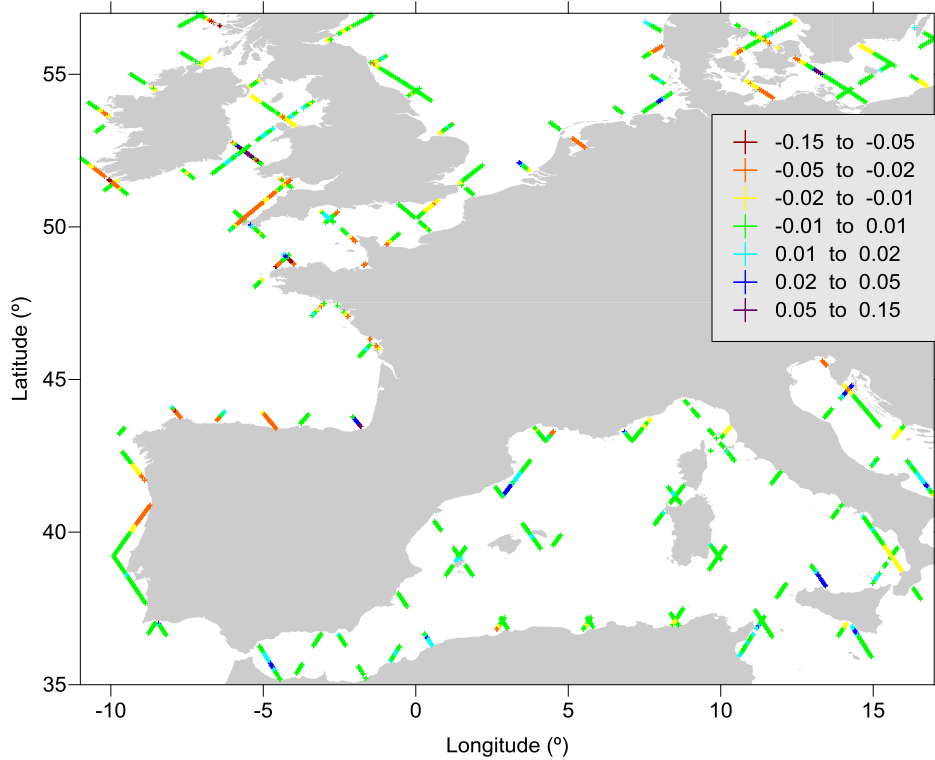 55
50
45
40
35
-10
-5
0
5
10
15
Latitude (º)
Longitude (º)
-0.15 to -0.05
-0.05 to -0.02
-0.02 to -0.01
-0.01 to 0.01
0.01 to 0.02
0.02 to 0.05
0.05 to 0.15